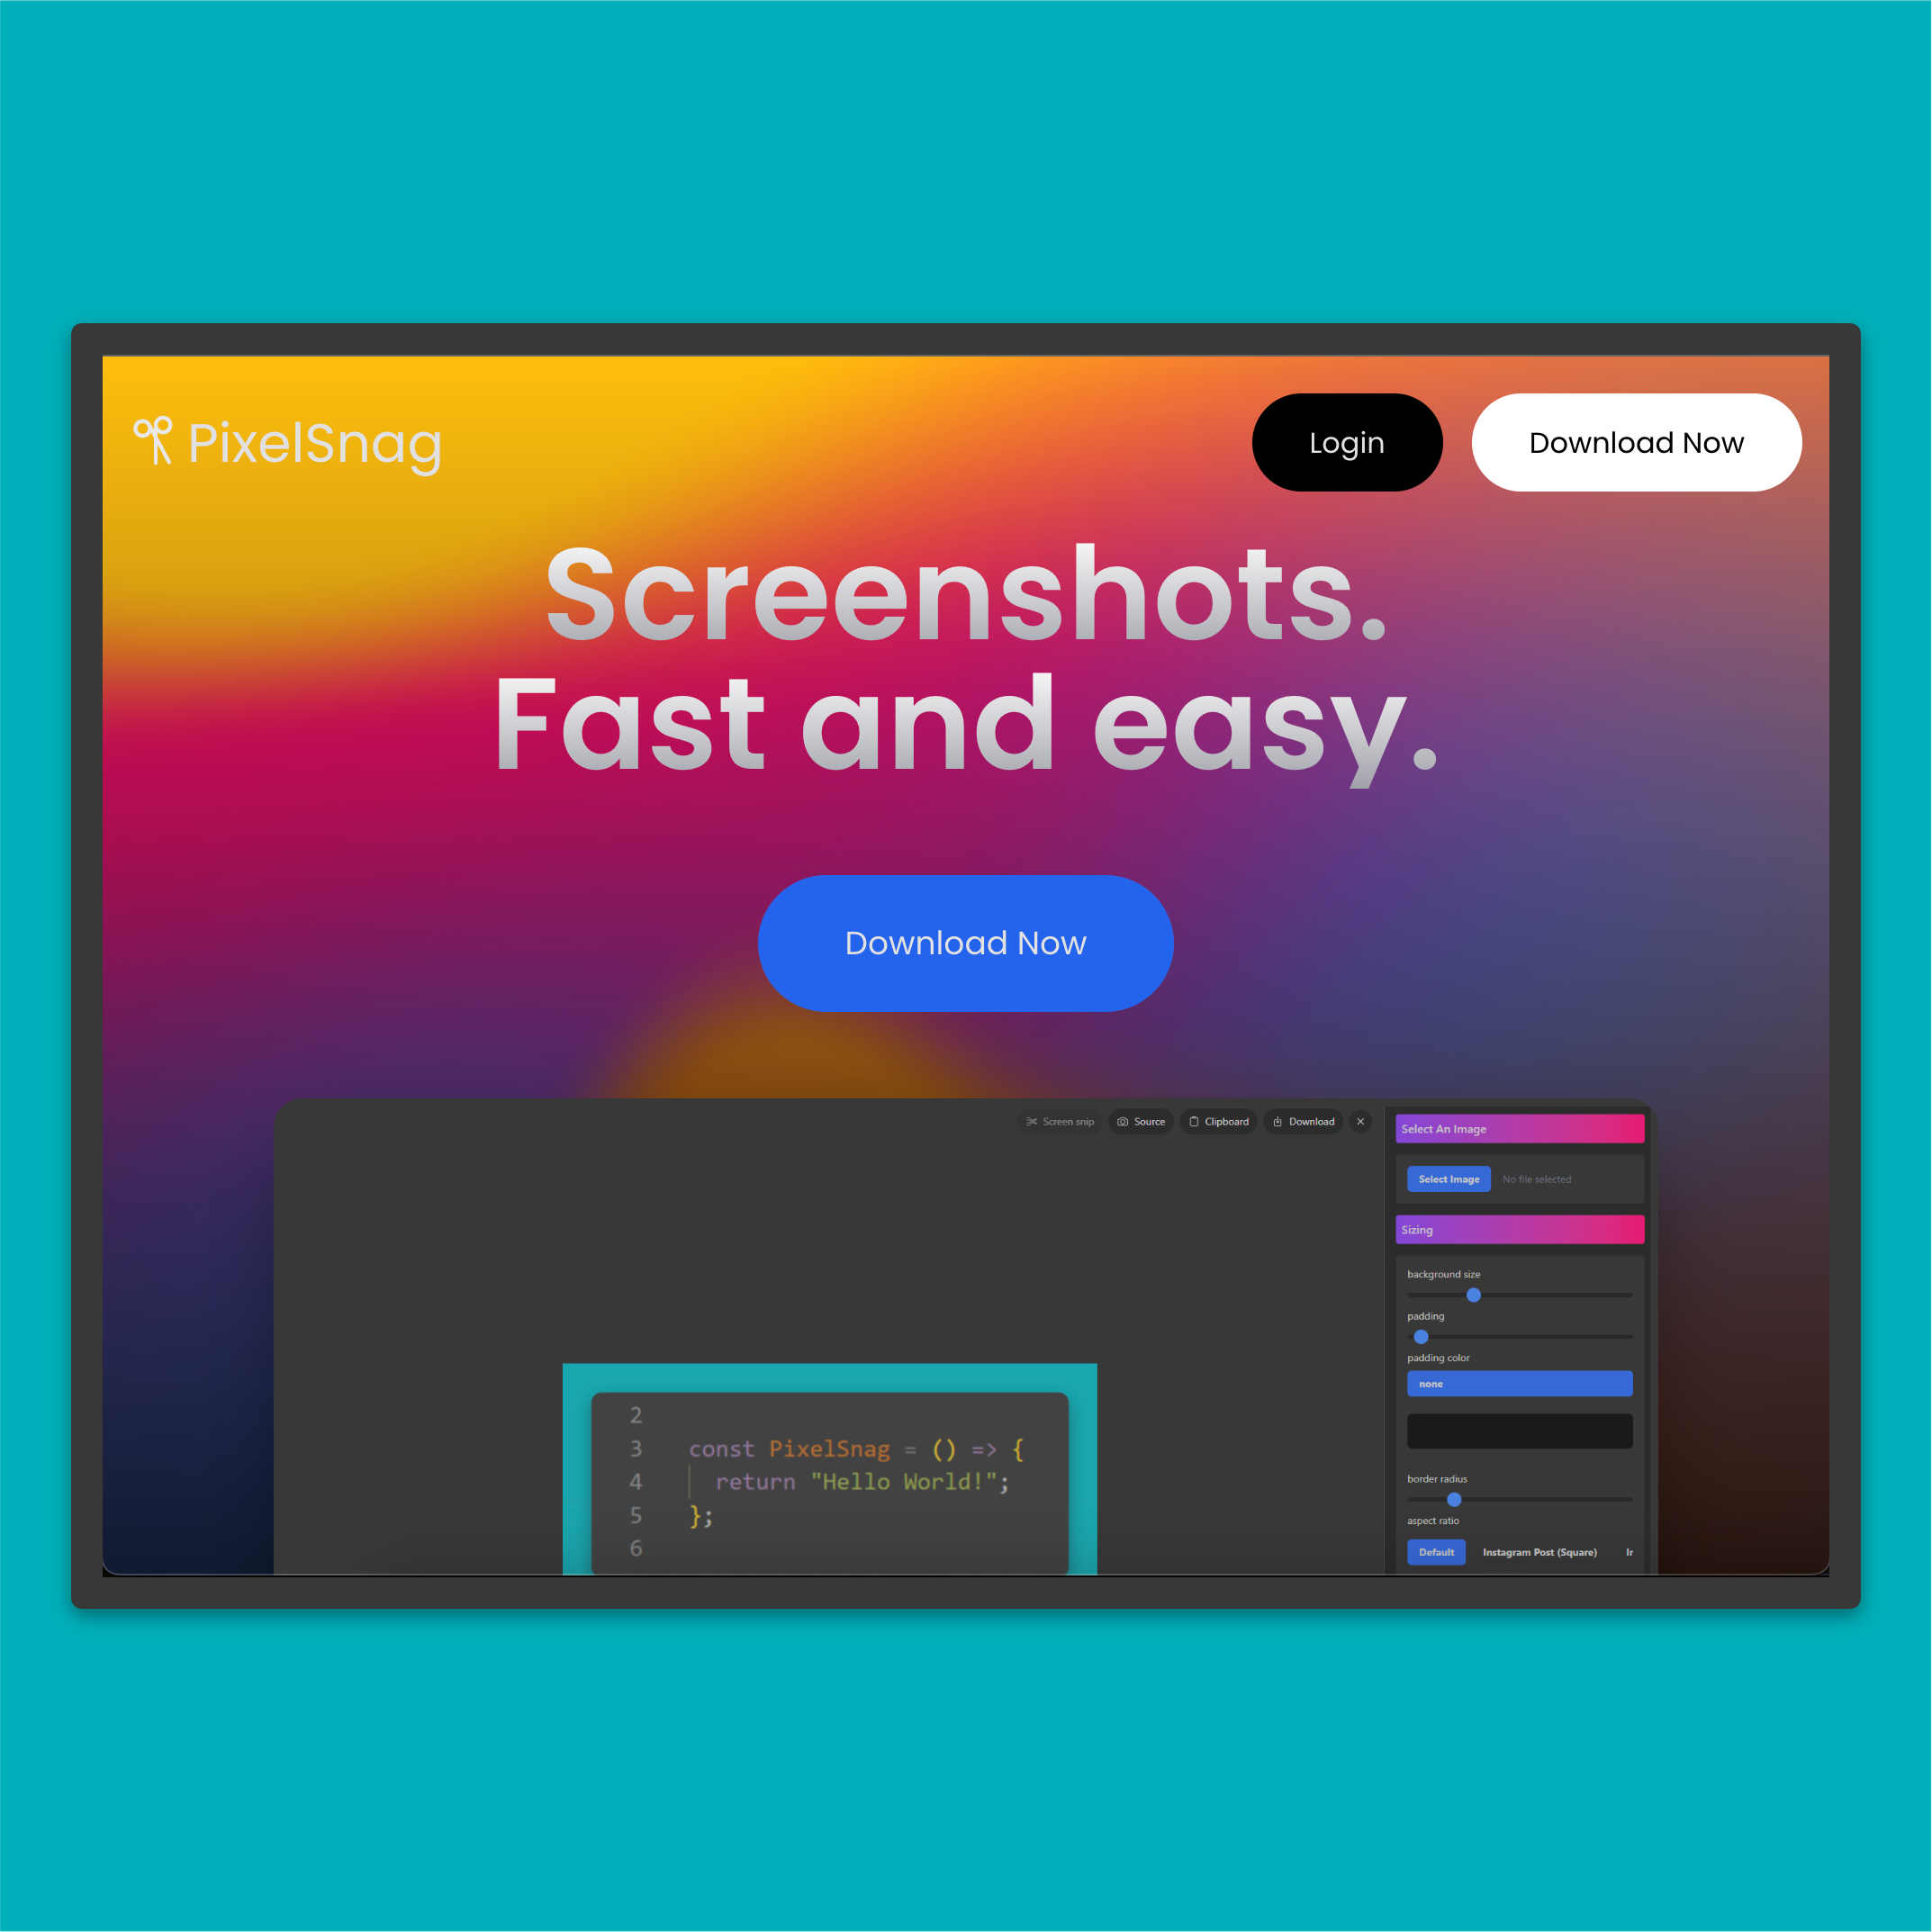 PixelSnag
Login
Download Now
Screenshots.
Fast and easy.
Download Now
Screen snip
Source
Clipboard
Download
Select An Image
Select Image
No file selected
Sizing
background size
padding
padding color
none
border radius
aspect ratio
Default
Instagram Post (Square)
2
3 const PixelSnag = () => {
4 return "Hello World!";
5 };
6